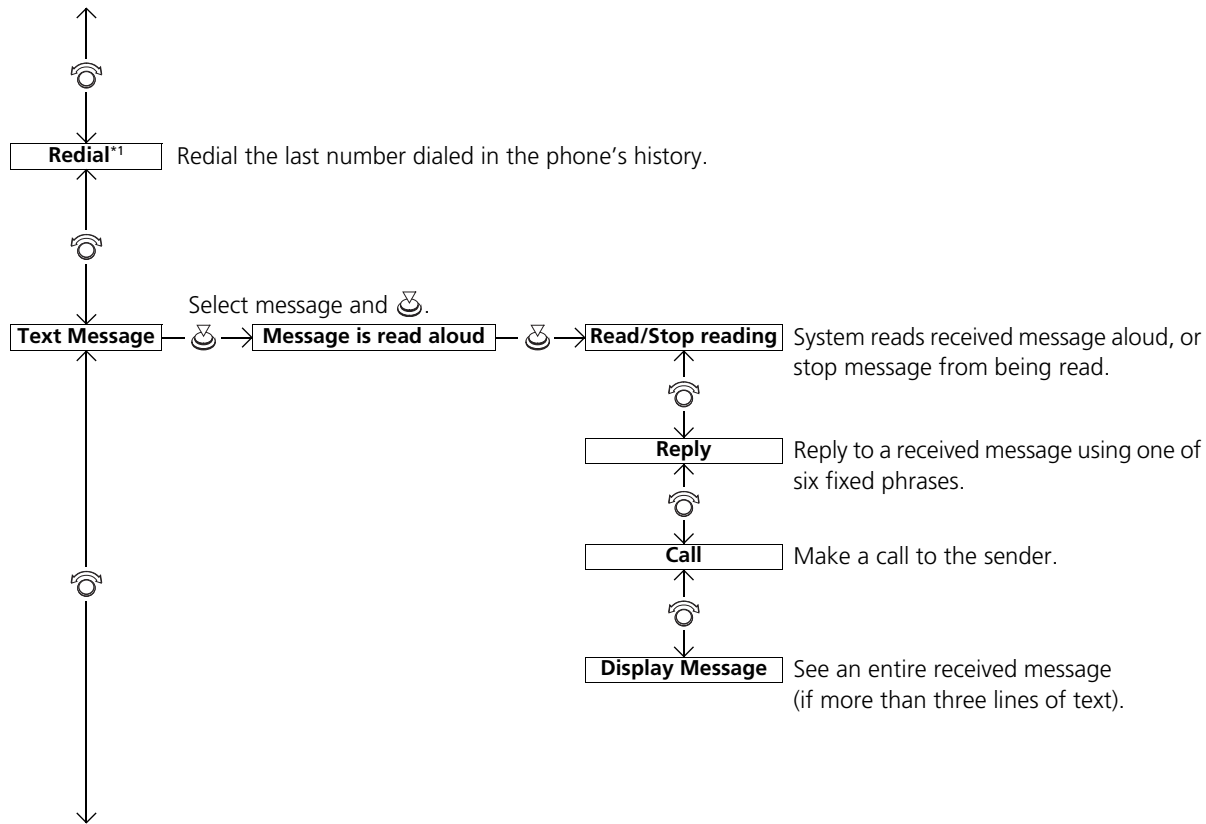 Redial*1
Redial the last number dialed in the phone’s history.
Select message and .
Text Message
Message is read aloud
Read/Stop reading
System reads received message aloud, or
stop message from being read.
Reply
Reply to a received message using one of
six fixed phrases.
Call
Make a call to the sender.
Display Message
See an entire received message
(if more than three lines of text).